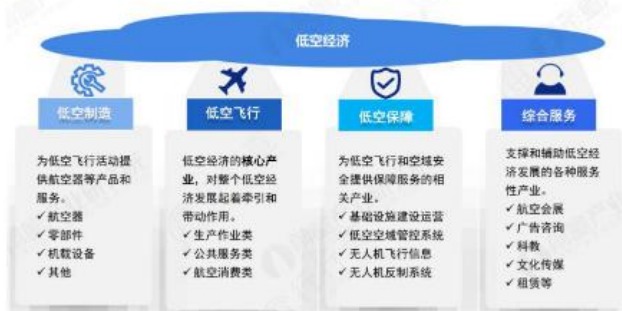 低空经济
低空制造
为低空飞行活动提
供航空器等产品和
服务。
✓航空器
✓零部件
✓机载设备
✓其他
低空飞行
低空经济的核心产
业，对整个低空经
济发展起着牵引和
带动作用。
✓生产作业类
✓公共服务类
✓航空消费类
低空保障
为低空飞行和空域安
全提供保障服务的相
关产业。
✓基础设施建设运营
✓低空空域管控系统
✓无人机飞行信息
✓无人机反制系统
综合服务
支撑和辅助低空经
济发展的各种服务
性产业。
✓航空会展
✓广告咨询
✓科教
✓文化传媒
✓租赁等